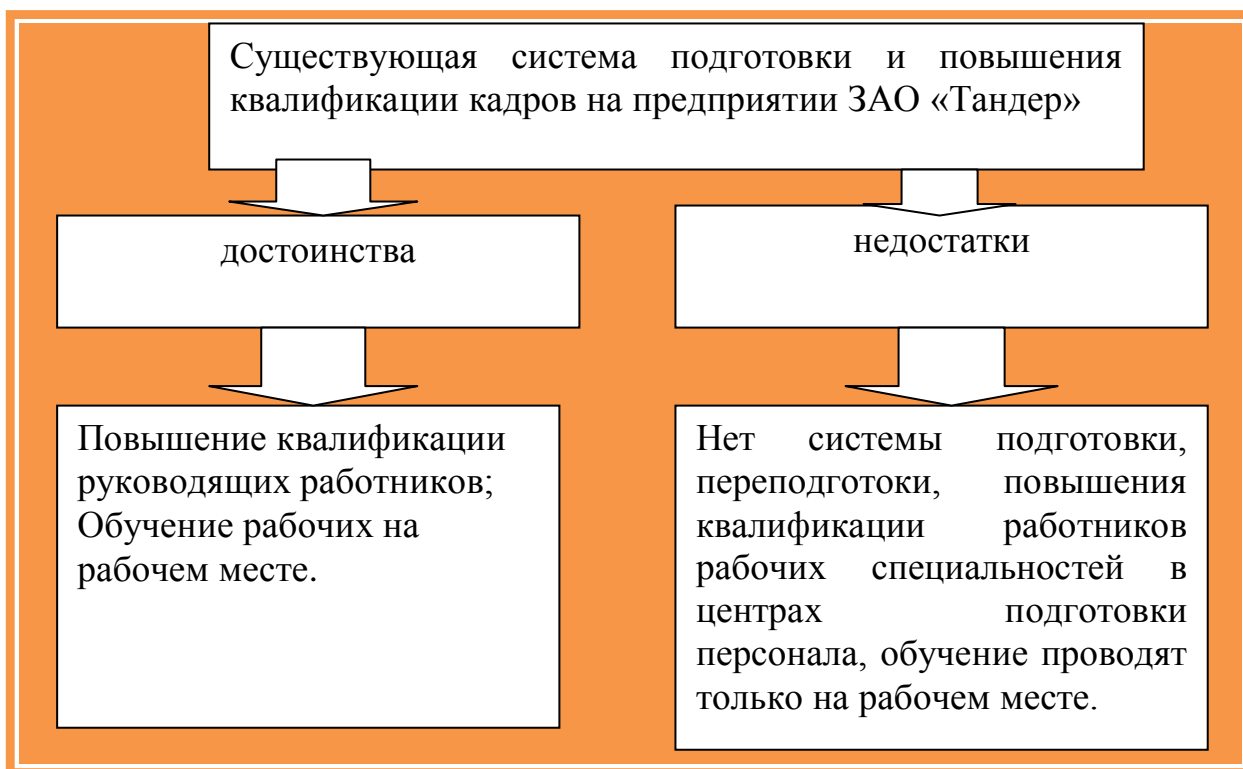 Существующая система подготовки и повышения
квалификации кадров на предприятии ЗАО «Тандер»
достоинства
недостатки
Повышение квалификации
руководящих работников;
Обучение рабочих на
рабочем месте.
Нет системы подготовки,
переподготоки, повышения
квалификации работников
рабочих специальностей в
центрах подготовки
персонала, обучение проводят
только на рабочем месте.